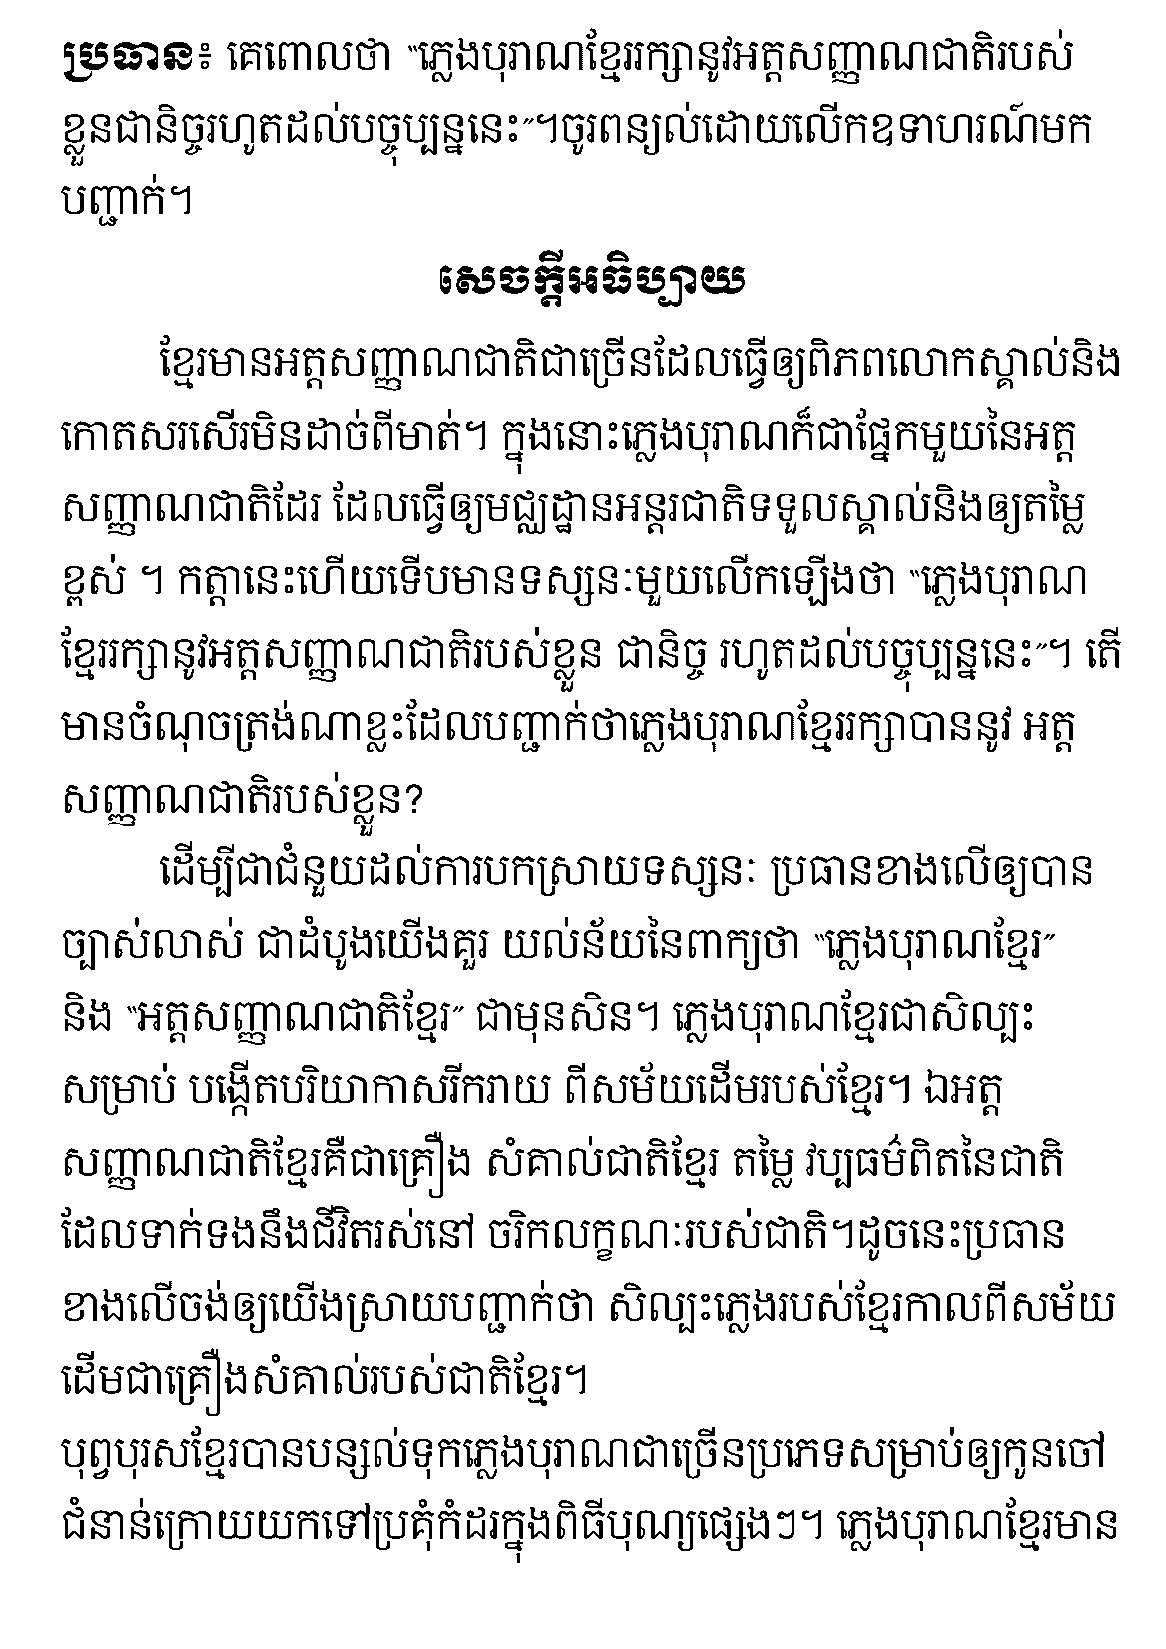 ប្រធាន៖ គេពោលថា “ភ្លេងបុរាណខ្មែររក្សានូវអត្តសញ្ញាណជាតិរបស់
ខ្លួនជានិច្ចរហូតដល់បច្ចុប្បន្ននេះ”។ចូរពន្យល់ដោយលើកឧទាហរណ៍មក
បញ្ជាក់។
សេចក្តីអធិប្បាយ
ខ្មែរមានអត្តសញ្ញាណជាតិជាច្រើនដែលធ្វើឲ្យពិភពលោកស្គាល់និង
កោតសរសើរមិនដាច់ពីមាត់។ ក្នុងនោះភ្លេងបុរាណក៏ជាផ្នែកមួយនៃអត្ត
សញ្ញាណជាតិដែរ ដែលធ្វើឲ្យមជ្ឈដ្ឋានអន្តរជាតិទទួលស្គាល់និងឲ្យតម្លៃ
ខ្ពស់ ។ កត្តានេះហើយទើបមានទស្សនៈមួយលើកឡើងថា “ភ្លេងបុរាណ
ខ្មែររក្សានូវអត្តសញ្ញាណជាតិរបស់ខ្លួន ជានិច្ច រហូតដល់បច្ចុប្បន្ននេះ”។ តើ
មានចំណុចត្រង់ណាខ្លះដែលបញ្ជាក់ថាភ្លេងបុរាណខ្មែររក្សាបាននូវ អត្ត
សញ្ញាណជាតិរបស់ខ្លួន?
ដើម្បីជាជំនួយដល់ការបកស្រាយទស្សនៈ ប្រធានខាងលើឲ្យបាន
ច្បាស់លាស់ ជាដំបូងយើងគួរ យល់ន័យនៃពាក្យថា “ភ្លេងបុរាណខ្មែរ”
និង “អត្តសញ្ញាណជាតិខ្មែរ” ជាមុនសិន។ ភ្លេងបុរាណខ្មែរជាសិល្បះ
សម្រាប់ បង្កើតបរិយាកាសរីករាយ ពីសម័យដើមរបស់ខ្មែរ។ ឯអត្ត
សញ្ញាណជាតិខ្មែរគឺជាគ្រឿង សំគាល់ជាតិខ្មែរ តម្លៃ វប្បធម៌ពិតនៃជាតិ
ដែលទាក់ទងនឹងជីវិតរស់នៅ ចរិកលក្ខណៈរបស់ជាតិ។ដូចនេះប្រធាន
ខាងលើចង់ឲ្យយើងស្រាយបញ្ជាក់ថា សិល្បះភ្លេងរបស់ខ្មែរកាលពីសម័យ
ដើមជាគ្រឿងសំគាល់របស់ជាតិខ្មែរ។
បុព្វបុរសខ្មែរបានបន្សល់ទុកភ្លេងបុរាណជាច្រើនប្រភេទសម្រាប់ឲ្យកូនចៅ
ជំនាន់ក្រោយយកទៅប្រគុំកំដរក្នុងពិធីបុណ្យផ្សេងៗ។ ភ្លេងបុរាណខ្មែរមាន